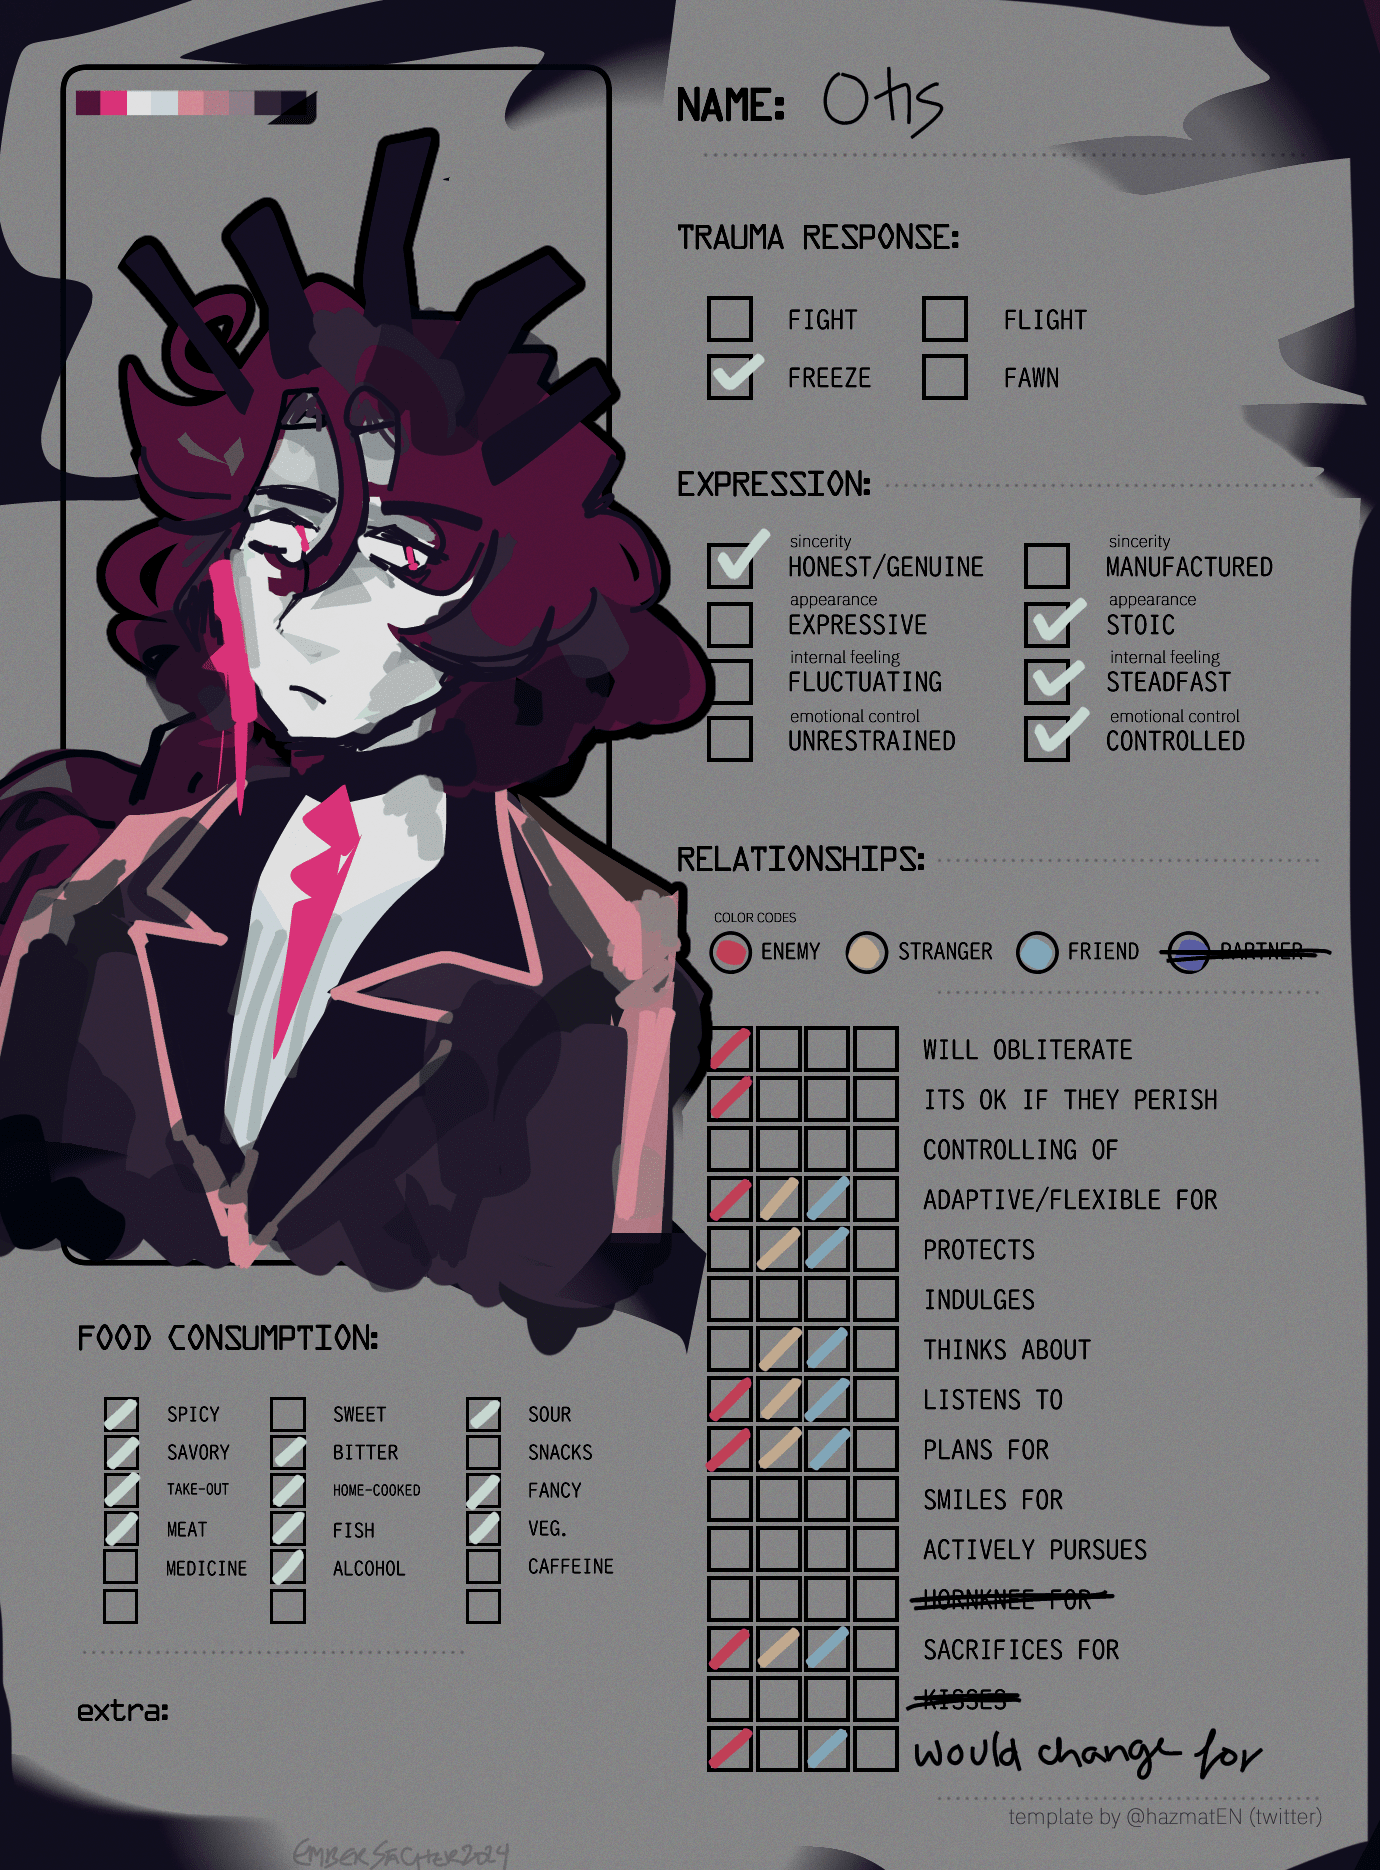 NAME: Otis
TRAUMA RESPONSE:
FIGHT FLIGHT
FREEZE FAWN
EXPRESSION:
sincerity sincerity
HONEST/GENUINE MANUFACTURED
appearance appearance
EXPRESSIVE STOIC
internal feeling internal feeling
FLUCTUATING STEADFAST
emotional control emotional control
UNRESTRAINED CONTROLLED
RELATIONSHIPS:
COLOR CODES
ENEMY STRANGER FRIEND PARTNER
WILL OBLITERATE
ITS OK IF THEY PERISH
CONTROLLING OF
ADAPTIVE/FLEXIBLE FOR
PROTECTS
INDULGES
THINKS ABOUT
LISTENS TO
PLANS FOR
SMILES FOR
ACTIVELY PURSUES
HORNKNEE FOR
SACRIFICES FOR
KISSES
would change for
template by @hazmatEN (twitter)
FOOD CONSUMPTION:
SPICY SWEET SOUR
SAVORY BITTER SNACKS
TAKE-OUT HOME-COOKED FANCY
MEAT FISH VEG.
MEDICINE ALCOHOL CAFFEINE
extra: